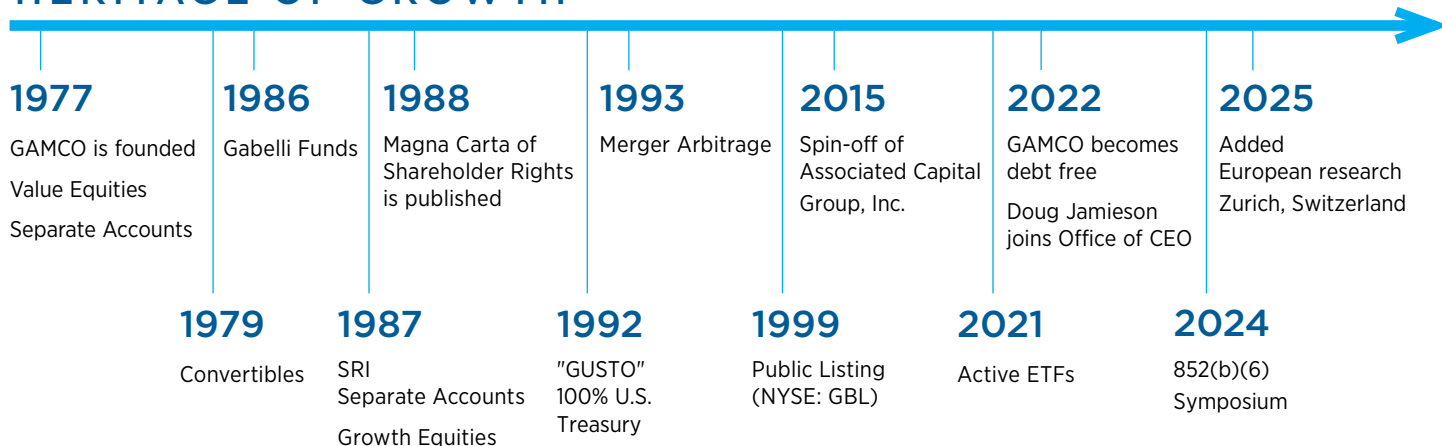 HERITAGE OF GROWTH
1977
GAMCO is founded
Value Equities
Separate Accounts
1979
Convertibles
1986
Gabelli Funds
1987
SRI
Separate Accounts
Growth Equities
1988
Magna Carta of
Shareholder Rights
is published
1992
"GUSTO"
100% U.S.
Treasury
1993
Merger Arbitrage
1999
Public Listing
(NYSE: GBL)
2015
Spin-off of
Associated Capital
Group, Inc.
2021
Active ETFs
2022
GAMCO becomes
debt free
Doug Jamieson
joins Office of CEO
2024
852(b)(6)
Symposium
2025
Added
European research
Zurich, Switzerland